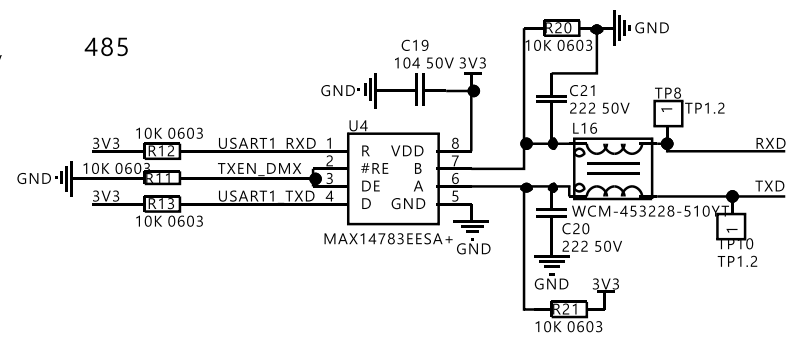 485
R20
GND
10K 0603
C19
104 50V
3V3
GND
C21
222 50V
TP8
1
TP1.2
U4
L16
10K 0603
3V3
R12
USART1_RXD
1
R
VDD
8
RXD
10K 0603
GND
R11
TXEN_DMX
2
#RE
B
7
3
DE
A
6
3V3
R13
USART1_TXD
4
D
GND
5
TXD
10K 0603
WCM-453228-510YT
1
MAX14783EESA+
GND
C20
222 50V
TP10
TP1.2
GND
3V3
R21
10K 0603